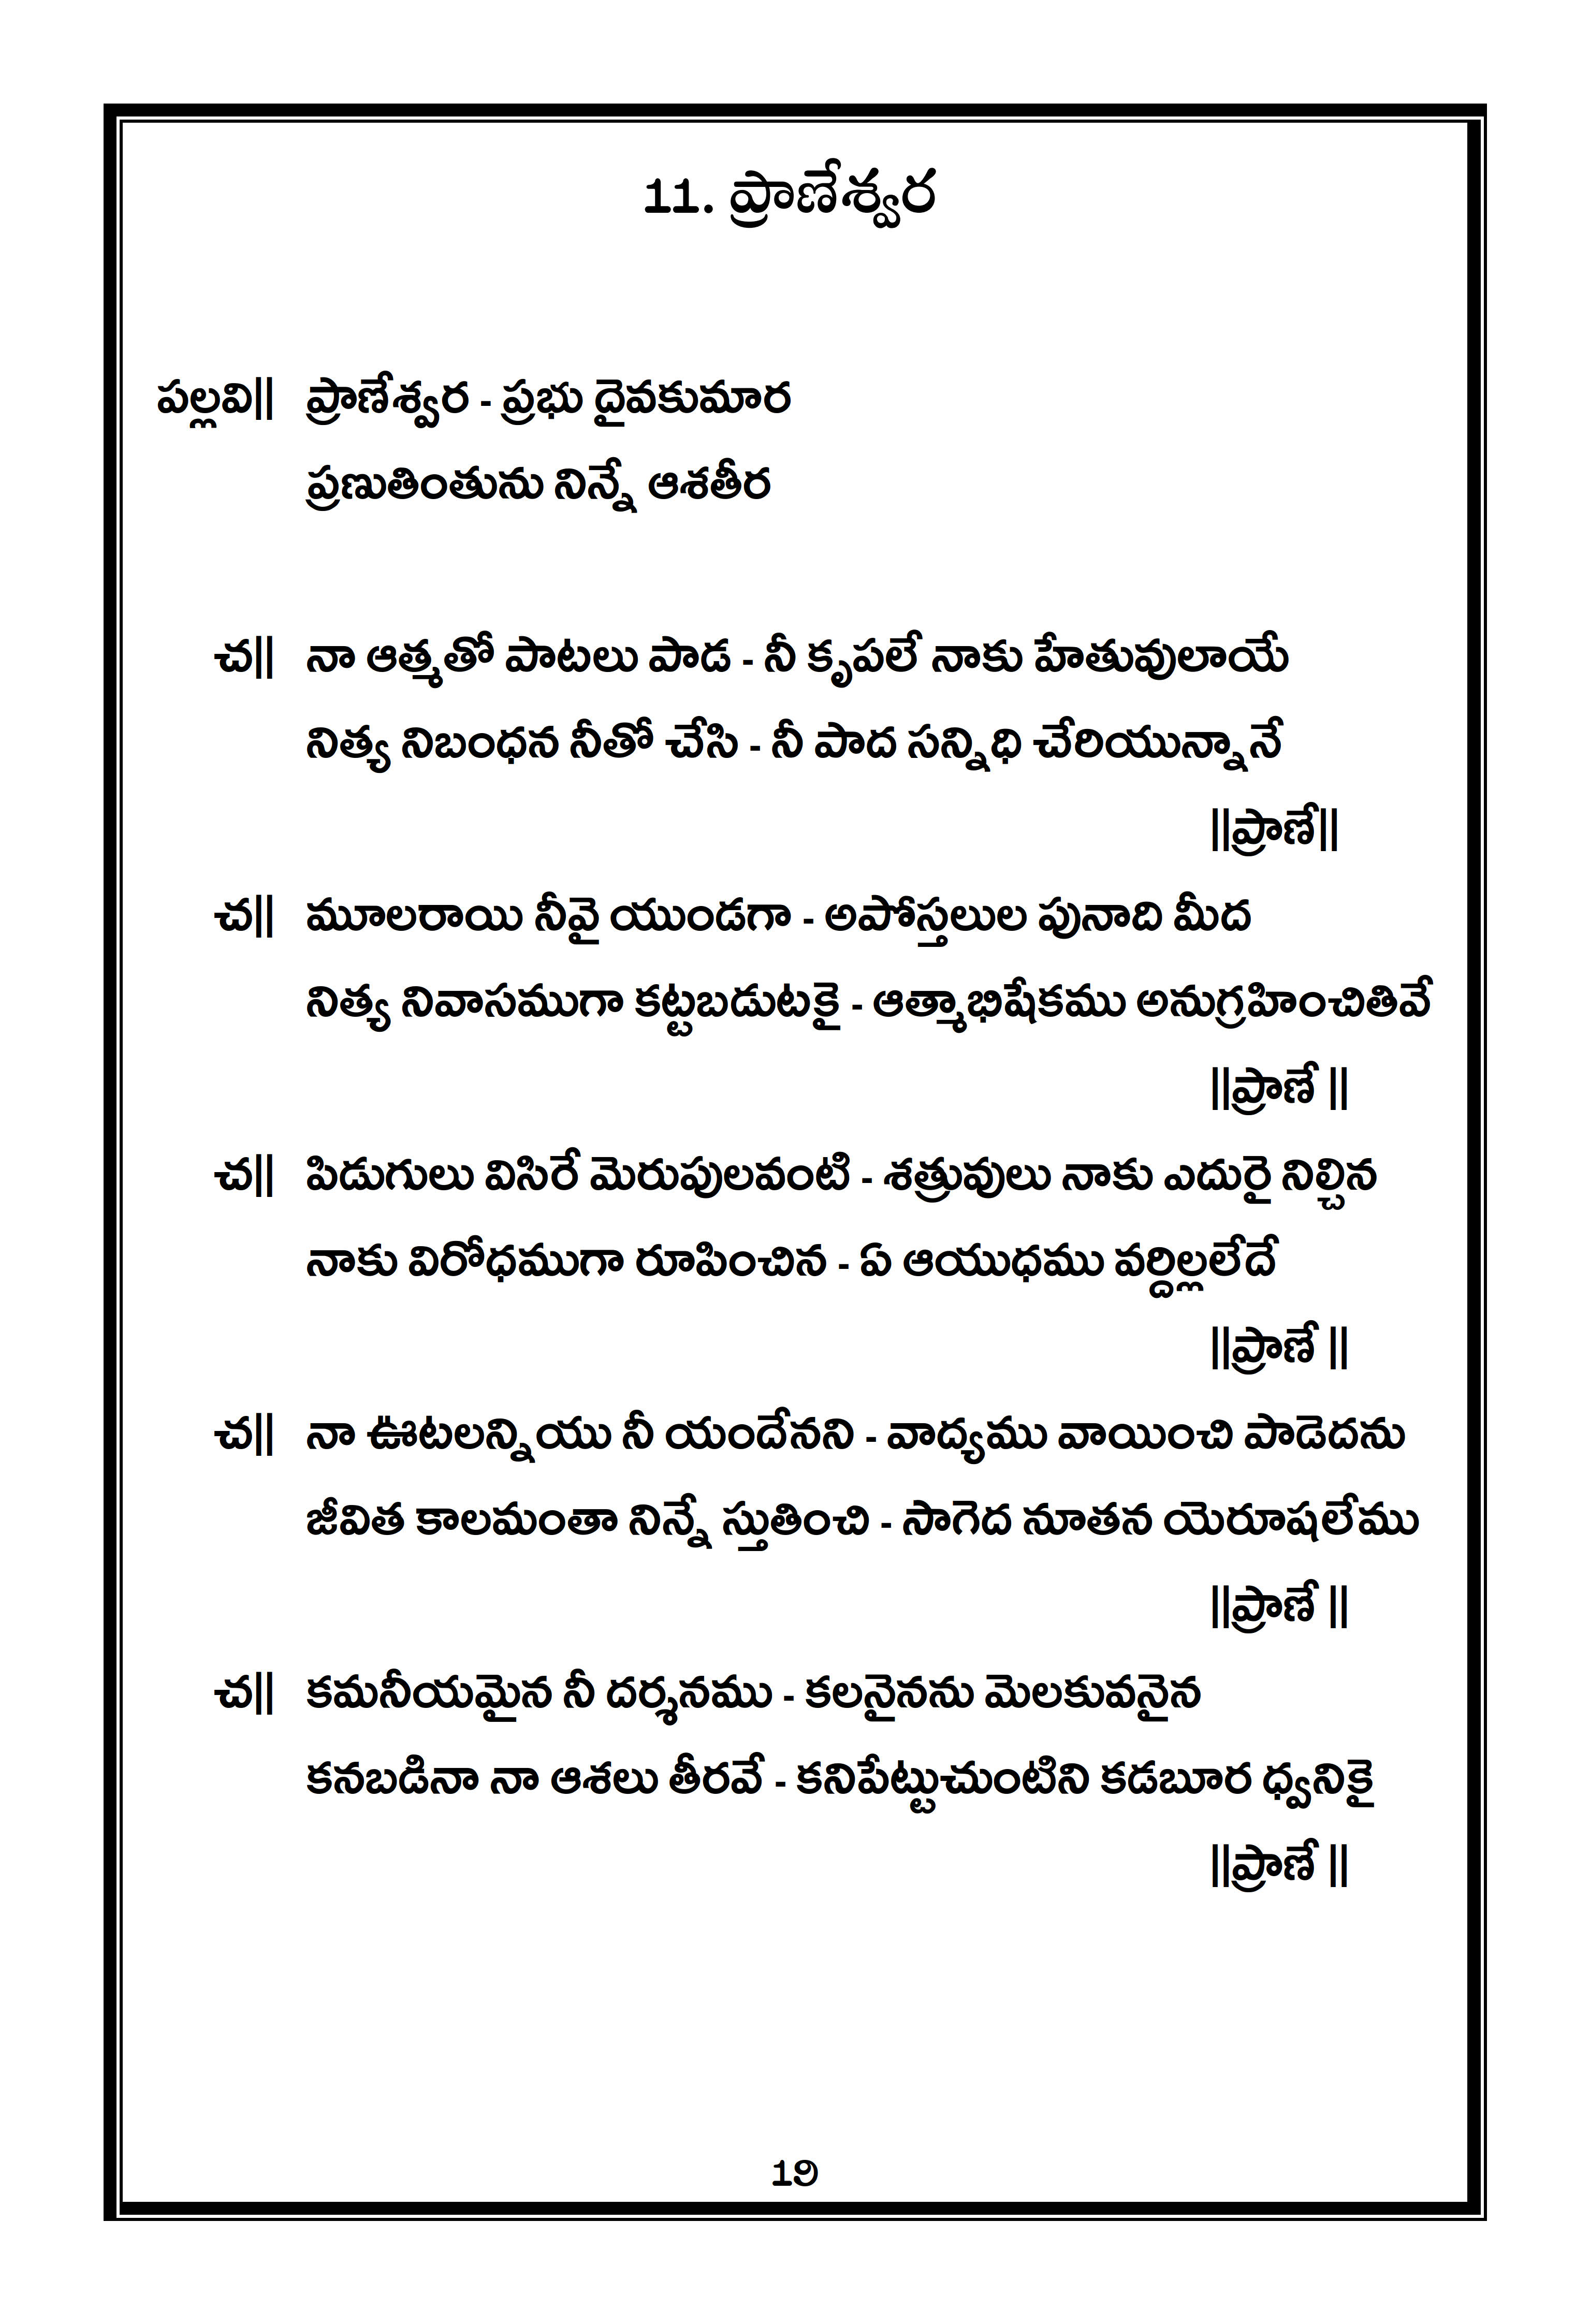 11. ప్రాణేశ్వర
పల్లవి|| ప్రాణేశ్వర - ప్రభు దైవకుమార
ప్రణుతింతును నిన్నే ఆశతీర
చ|| నా ఆత్మతో పాటలు పాడ - నీ కృపలే నాకు హేతువులాయే
నిత్య నిబంధన నీతో చేసి - నీ పాద సన్నిధి చేరియున్నానే
||ప్రాణే||
చ|| మూలరాయి నీవై యుండగా - అపోస్తలుల పునాది మీద
నిత్య నివాసముగా కట్టబడుటకై - ఆత్మాభిషేకము అనుగ్రహించితివే
||ప్రాణే ||
చ|| పిడుగులు విసిరే మెరుపులవంటి - శత్రువులు నాకు ఎదురై నిల్చిన
నాకు విరోధముగా రూపించిన - ఏ ఆయుధము వర్ధిల్లలేదే
||ప్రాణే ||
చ|| నా ఊటలన్నియు నీ యందేనని - వాద్యము వాయించి పాడెదను
జీవిత కాలమంతా నిన్నే స్తుతించి - సాగెద నూతన యెరూషలేము
||ప్రాణే ||
చ|| కమనీయమైన నీ దర్శనము - కలనైనను మెలకువనైన
కనబడినా నా ఆశలు తీరవే - కనిపేట్టుచుంటిని కడబూర ధ్వనికై
||ప్రాణే ||
19